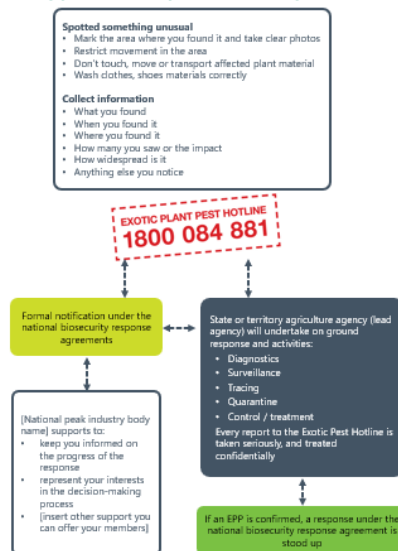 Spotted something unusual
• Mark the area where you found it and take clear photos
• Restrict movement in the area
• Don't touch, move or transport affected plant material
• Wash clothes, shoes materials correctly
Collect information
• What you found
• When you found it
• Where you found it
• How many you saw or the impact
• How widespread is it
• Anything else you notice
EXOTIC PLANT PEST HOTLINE
1800 084 881
Formal notification under the
national biosecurity response
agreements
State or territory agriculture agency (lead
agency) will undertake on ground
response and activities:
• Diagnostics
• Surveillance
• Tracing
• Quarantine
• Control / treatment
Every report to the Exotic Pest Hotline is
taken seriously, and treated
confidentially
[National peak industry body
name] supports to:
• keep you informed on
the progress of the
response
• represent your interests
in the decision-making
process
• [insert other support you
can offer your members]
If an EPP is confirmed, a response under the
national biosecurity response agreement is
stood up